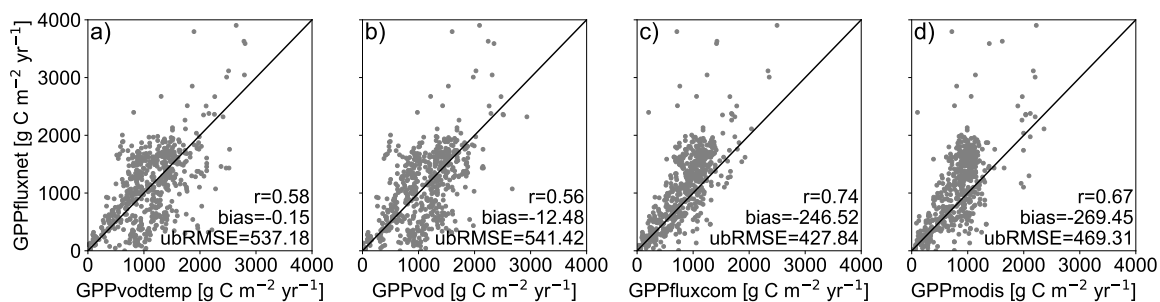 GPPfluxnet [g C m⁻² yr⁻¹]
4000
3000
2000
1000
0
a)
r=0.58
bias=-0.15
ubRMSE=537.18
0 1000 2000 3000 4000
GPPvodtemp [g C m⁻² yr⁻¹]
b)
r=0.56
bias=-12.48
ubRMSE=541.42
0 1000 2000 3000 4000
GPPvod [g C m⁻² yr⁻¹]
c)
r=0.74
bias=-246.52
ubRMSE=427.84
0 1000 2000 3000 4000
GPPfluxcom [g C m⁻² yr⁻¹]
d)
r=0.67
bias=-269.45
ubRMSE=469.31
0 1000 2000 3000 4000
GPPmodis [g C m⁻² yr⁻¹]